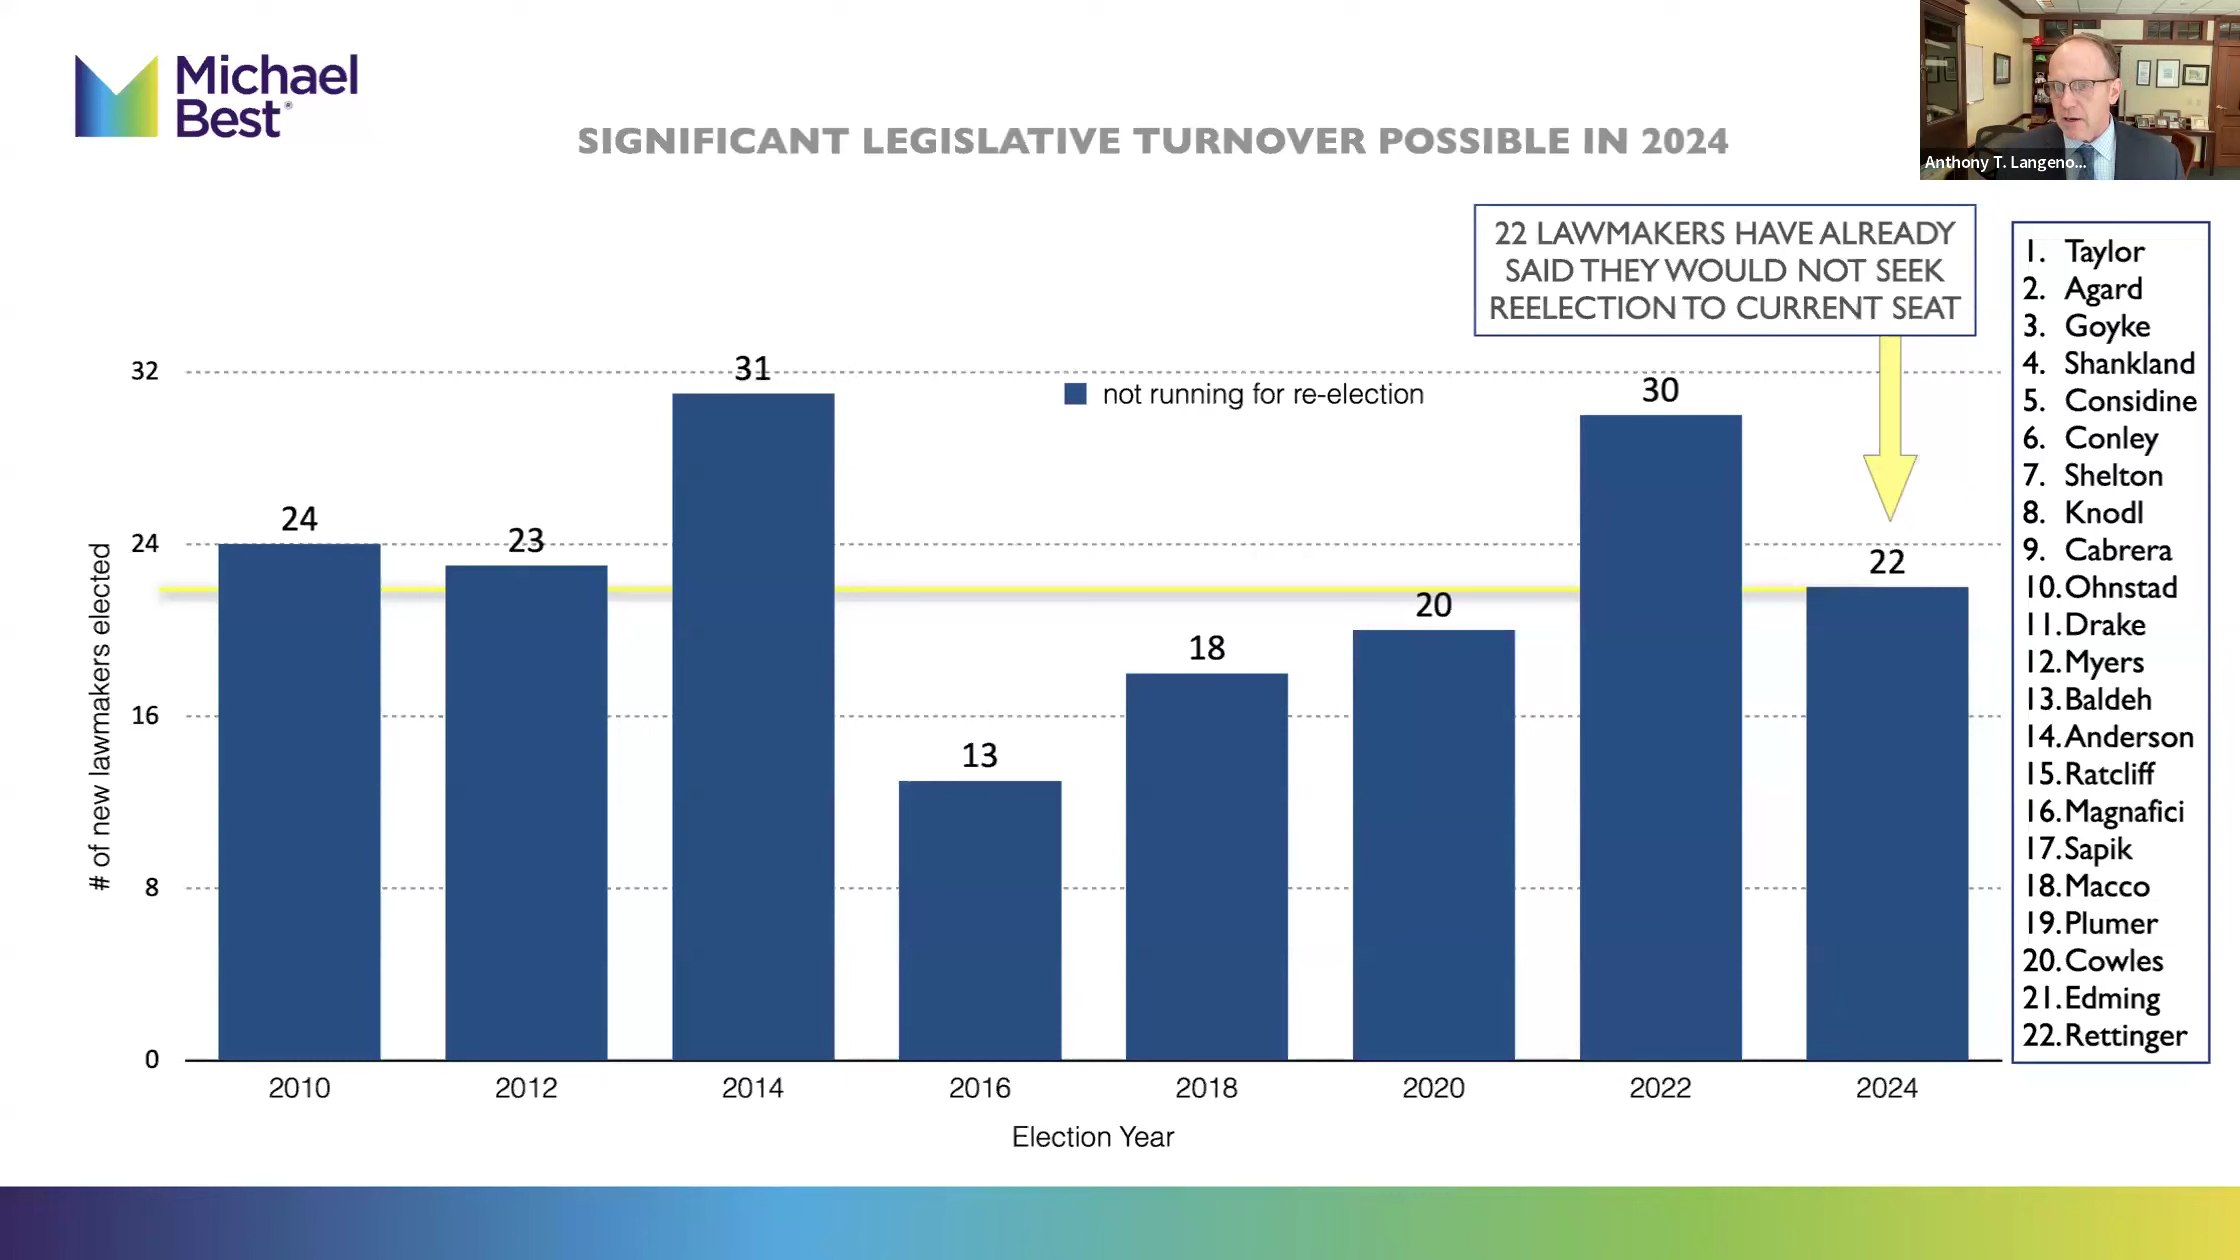 Michael
Best®
SIGNIFICANT LEGISLATIVE TURNOVER POSSIBLE IN 2024
Anthony T. Langeno...
22 LAWMAKERS HAVE ALREADY
SAID THEY WOULD NOT SEEK
REELECTION TO CURRENT SEAT
1. Taylor
2. Agard
3. Goyke
4. Shankland
5. Considine
6. Conley
7. Shelton
8. Knodl
9. Cabrera
10. Ohnstad
11. Drake
12. Myers
13. Baldeh
14. Anderson
15. Ratcliff
16. Magnafici
17. Sapik
18. Macco
19. Plumer
20. Cowles
21. Edming
22. Rettinger
not running for re-election
# of new lawmakers elected
32
24
16
8
0
24
23
31
13
18
20
30
22
2010
2012
2014
2016
2018
2020
2022
2024
Election Year